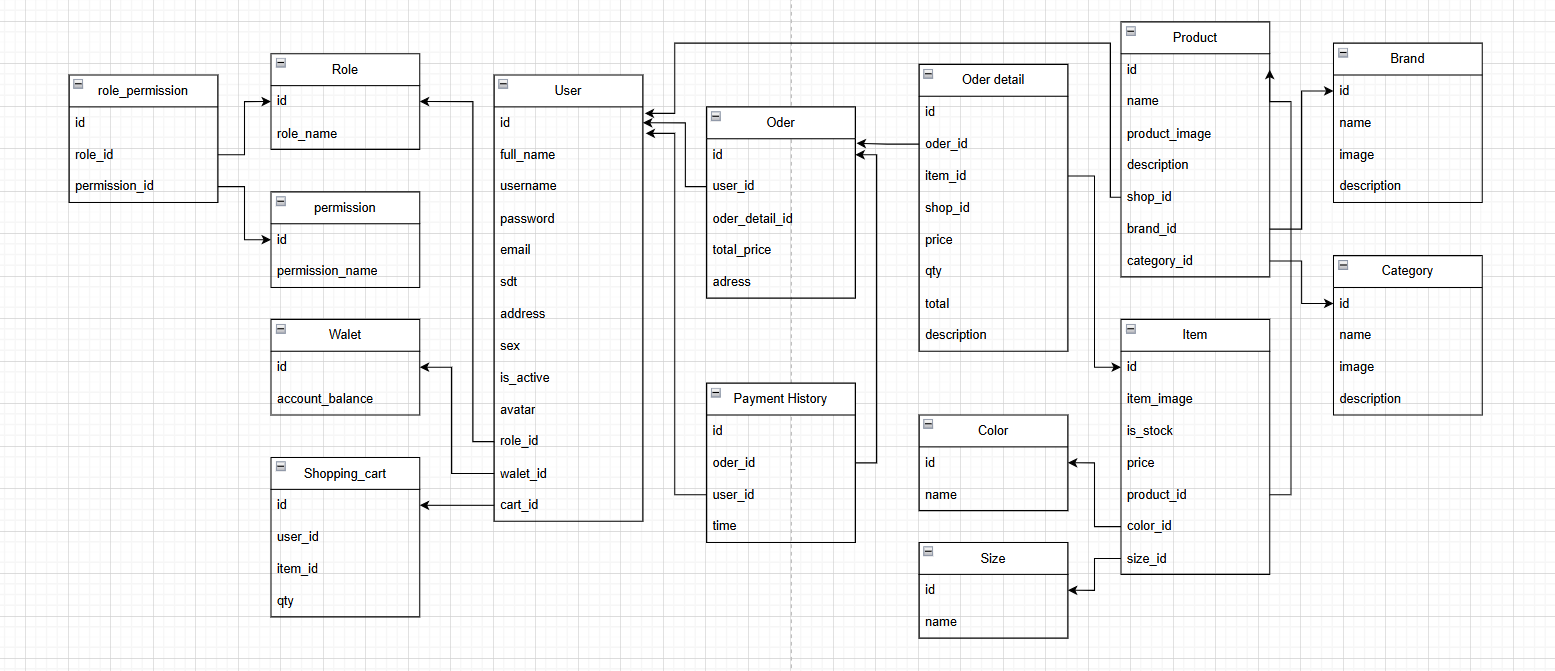 role_permission
id
role_id
permission_id
Role
id
role_name
permission
id
permission_name
Walet
id
account_balance
Shopping_cart
id
user_id
item_id
qty
User
id
full_name
username
password
email
sdt
address
sex
is_active
avatar
role_id
walet_id
cart_id
Oder
id
user_id
oder_detail_id
total_price
adress
Payment History
id
oder_id
user_id
time
Oder detail
id
oder_id
item_id
shop_id
price
qty
total
description
Color
id
name
Size
id
name
Product
id
name
product_image
description
shop_id
brand_id
category_id
Item
id
item_image
is_stock
price
product_id
color_id
size_id
Brand
id
name
image
description
Category
id
name
image
description